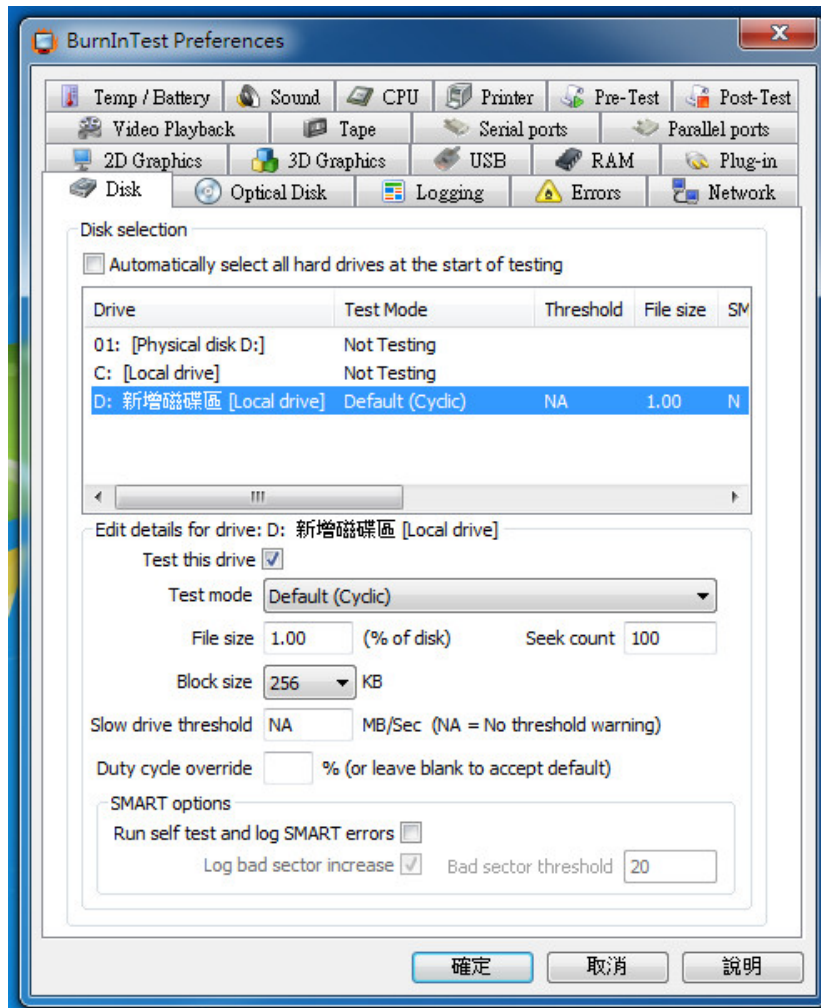 BurnInTest Preferences
Temp / Battery Sound CPU Printer Pre-Test Post-Test
Video Playback Tape Serial ports Parallel ports
2D Graphics 3D Graphics USB RAM Plug-in
Disk Optical Disk Logging Errors Network
Disk selection
Automatically select all hard drives at the start of testing
Drive Test Mode Threshold File size SM
01: [Physical disk D:] Not Testing
C: [Local drive] Not Testing
D: 新增磁碟區 [Local drive] Default (Cyclic) NA 1.00 N
Edit details for drive: D: 新增磁碟區 [Local drive]
Test this drive
Test mode Default (Cyclic)
File size 1.00 (% of disk) Seek count 100
Block size 256 KB
Slow drive threshold NA MB/Sec (NA = No threshold warning)
Duty cycle override % (or leave blank to accept default)
SMART options
Run self test and log SMART errors
Log bad sector increase Bad sector threshold 20
確定 取消 說明